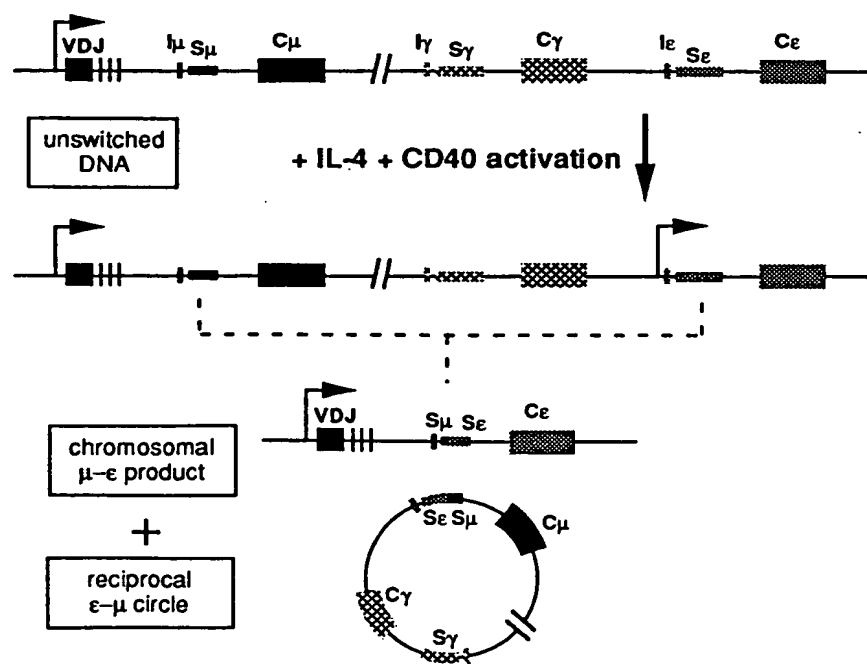 VDJ Iμ Sμ Cμ Iγ Sγ Cγ Iε Sε Cε
unswitched
DNA
+ IL-4 + CD40 activation
VDJ Sμ Sε Cε
chromosomal
μ–ε product
+
reciprocal
ε–μ circle
Sε Sμ
Cμ
Cγ
Sγ